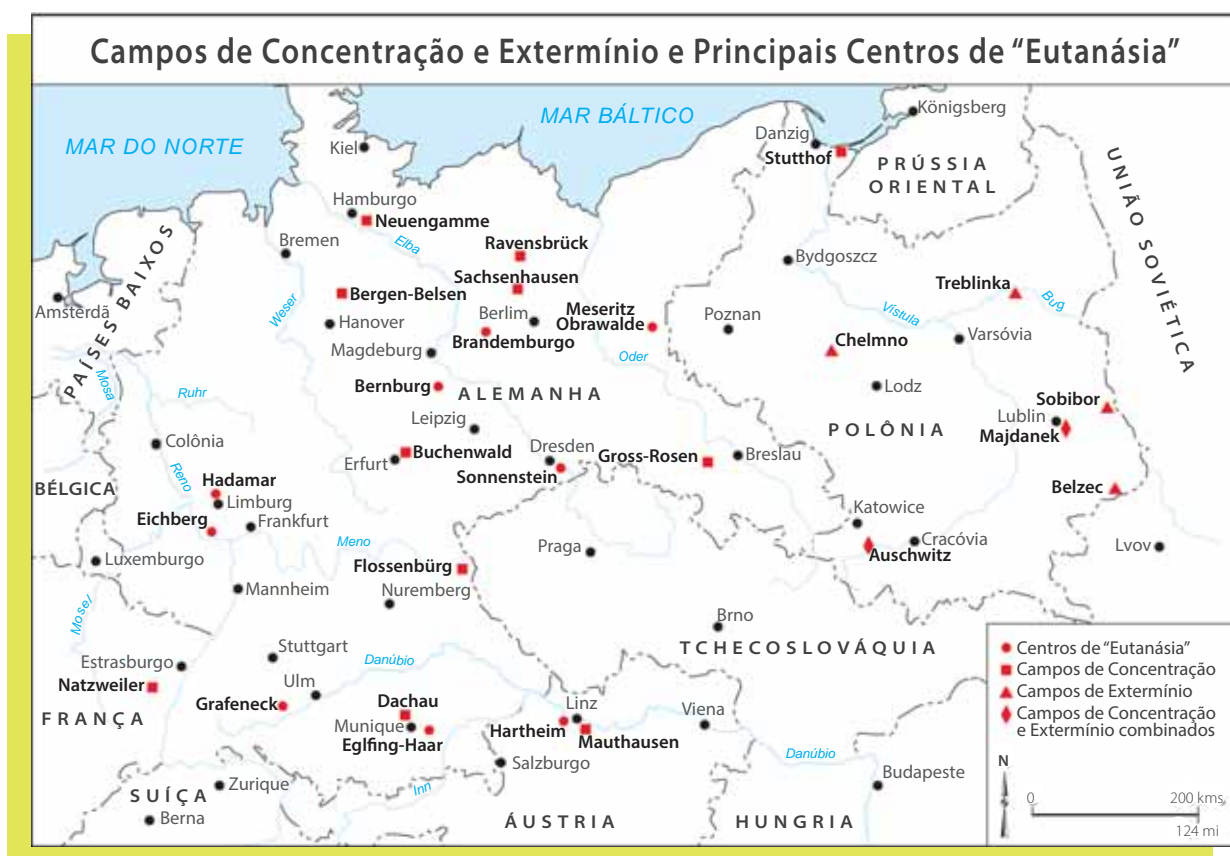 Campos de Concentração e Extermínio e Principais Centros de “Eutanásia”
MAR DO NORTE
MAR BÁLTICO
Königsberg
Danzig
Stutthof
Kiel
PRÚSSIA
ORIENTAL
UNIÃO SOVIÉTICA
Hamburgo
Neuengamme
Elba
Bremen
Ravensbrück
Sachsenhausen
Bydgoszcz
Treblinka
Bug
PAÍSES BAIXOS
Amsterdã
Weser
Bergen-Belsen
Hanover
Berlim
Brandemburgo
Meseritz
Obrawalde
Poznan
Vístula
Varsóvia
Chelmno
Magdeburg
Oder
Mosa
Ruhr
Bernburg
ALEMANHA
Lodz
Sobibor
Lublin
Majdanek
POLÔNIA
Leipzig
Colônia
Buchenwald
Erfurt
Dresden
Sonnenstein
Gross-Rosen
Breslau
Reno
BÉLGICA
Hadamar
Limburg
Eichberg
Frankfurt
Belzec
Katowice
Cracóvia
Auschwitz
Lvov
Luxemburgo
Meno
Praga
Flossenbürg
Mannheim
Nuremberg
Mosel
Brno
TCHECOSLOVÁQUIA
Stuttgart
Danúbio
Estrasburgo
Natzweiler
Ulm
Grafeneck
FRANÇA
Dachau
Munique
Eglfing-Haar
Linz
Hartheim
Mauthausen
Viena
Danúbio
Salzburgo
Budapeste
Inn
Zurique
SUÍÇA
Berna
ÁUSTRIA
HUNGRIA
Centros de “Eutanásia”
Campos de Concentração
Campos de Extermínio
Campos de Concentração
e Extermínio combinados
N
0 200 kms
124 mi